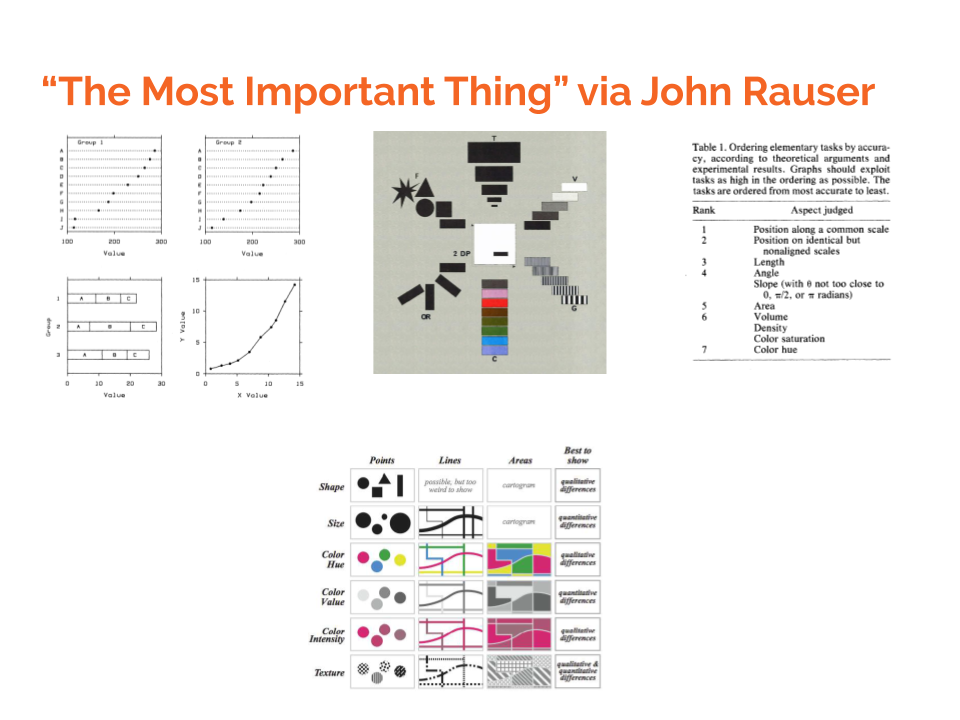 “The Most Important Thing” via John Rauser
Group 1
A
B
C
D
E
F
G
H
I
J
100 200 300
Value
Group 2
A
B
C
D
E
F
G
H
I
J
100 200 300
Value
Group
1 A B C
2 A B C
3 A B C
0 10 20 30
Value
Y Value
15
10
5
0
0 5 10 15
X Value
T
F
V
2 DP
OR
G
C
Table 1. Ordering elementary tasks by accura-
cy, according to theoretical arguments and
experimental results. Graphs should exploit
tasks as high in the ordering as possible. The
tasks are ordered from most accurate to least.
Rank Aspect judged
1 Position along a common scale
2 Position on identical but
nonaligned scales
3 Length
4 Angle
Slope (with θ not too close to
0, π/2, or π radians)
5 Area
6 Volume
Density
Color saturation
7 Color hue
Points Lines Areas Best to
show
Shape possible, but too
weird to show cartogram qualitative
differences
Size cartogram quantitative
differences
Color
Hue qualitative
differences
Color
Value quantitative
differences
Color
Intensity qualitative
differences
Texture qualitative &
quantitative
differences